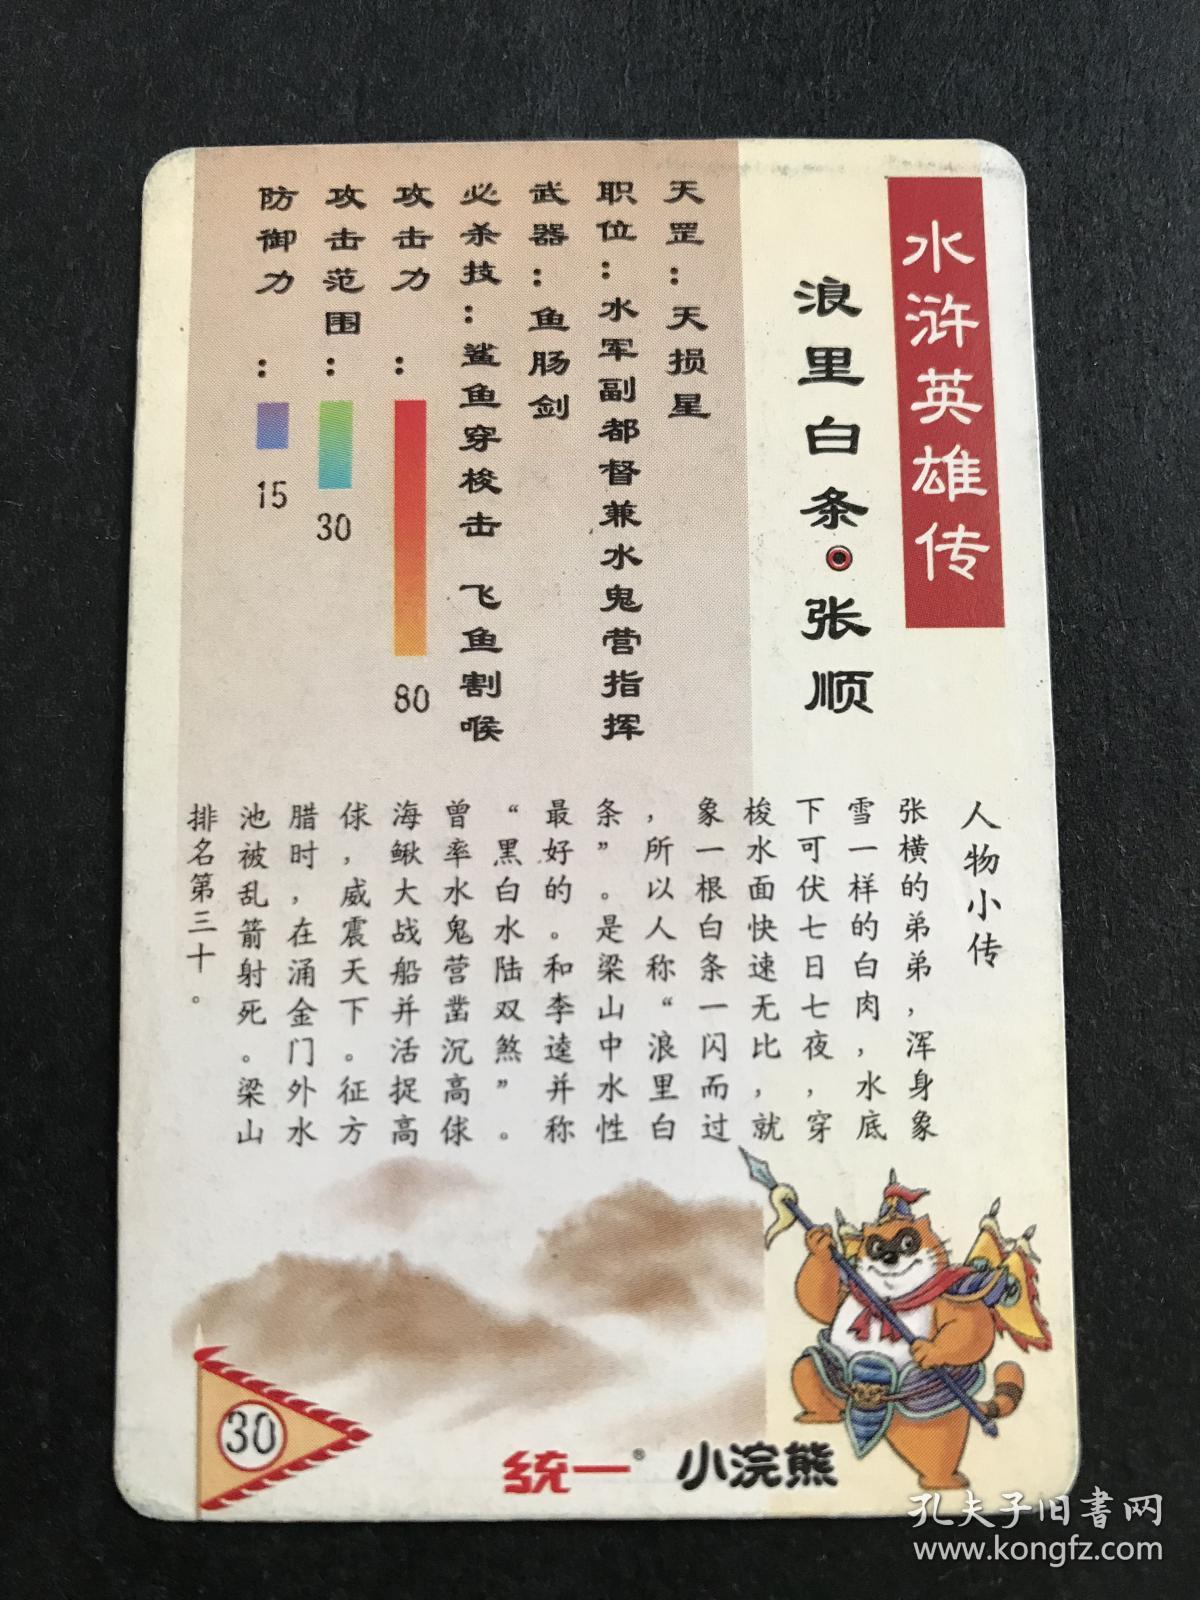 水浒英雄传
浪里白条·张顺
天罡：天损星
职位：水军副都督兼水鬼营指挥
武器：鱼肠剑
必杀技：鲨鱼穿梭击 飞鱼割喉
攻击力：80
攻击范围：30
防御力：15
人物小传
张横的弟弟，浑身象
雪一样的白肉，水底
下可伏七日七夜，穿
梭水面快速无比，就
象一根白条一闪而过
，所以人称“浪里白
条”。是梁山中水性
最好的。和李逵并称
“黑白水陆双煞”。
曾率水鬼营凿沉高俅
海鳅大战船并活捉高
俅，威震天下。征方
腊时，在涌金门外水
池被乱箭射死。梁山
排名第三十。
30
统一® 小浣熊
孔夫子旧書网
www.kongfz.com